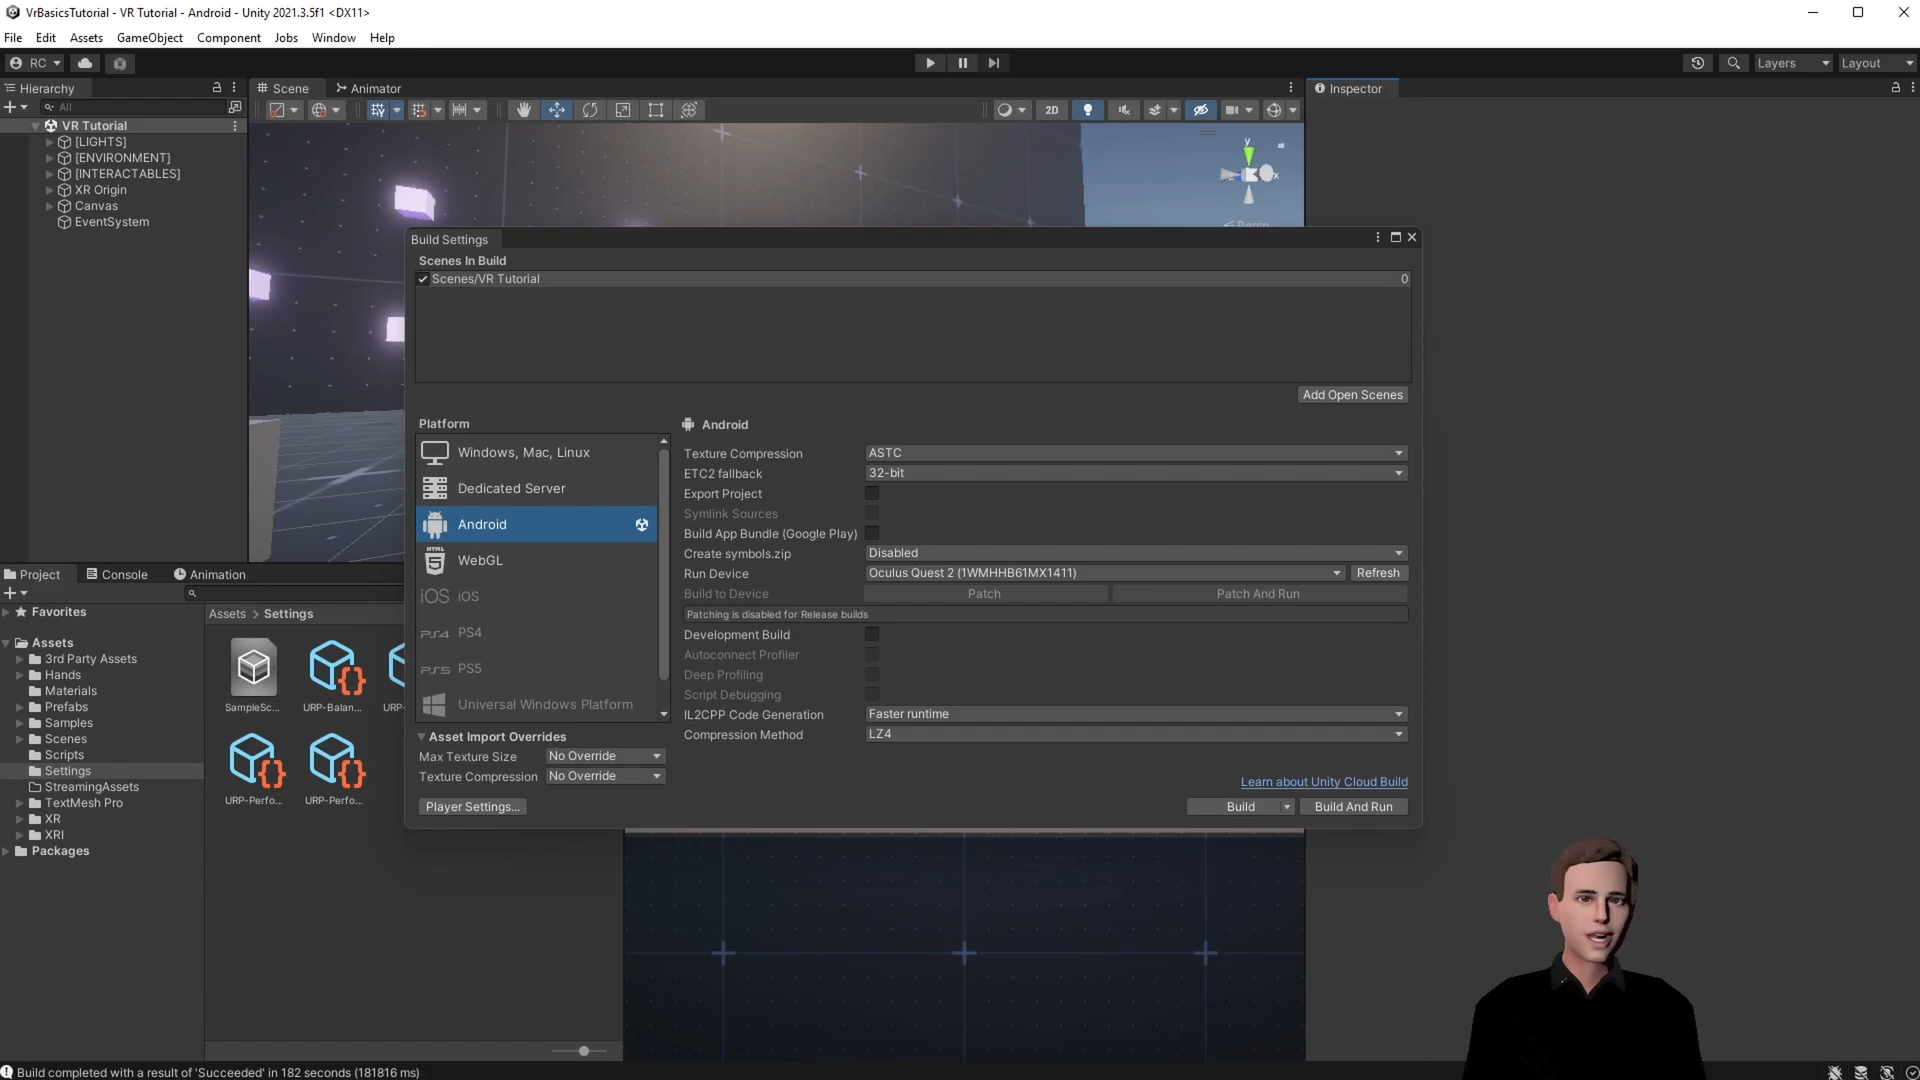 VrBasicsTutorial - VR Tutorial - Android - Unity 2021.3.5f1 <DX11>
File Edit Assets GameObject Component Jobs Window Help
RC
Layers Layout
Hierarchy
Scene Animator
Inspector
All
2D
VR Tutorial
[LIGHTS]
[ENVIRONMENT]
[INTERACTABLES]
XR Origin
Canvas
EventSystem
y
x
Persp
Build Settings
Scenes In Build
Scenes/VR Tutorial 0
Add Open Scenes
Platform
Windows, Mac, Linux
Dedicated Server
Android
HTML
WebGL
iOS iOS
PS4 PS4
PS5 PS5
Universal Windows Platform
Asset Import Overrides
Max Texture Size No Override
Texture Compression No Override
Player Settings...
Android
Texture Compression ASTC
ETC2 fallback 32-bit
Export Project
Symlink Sources
Build App Bundle (Google Play)
Create symbols.zip Disabled
Run Device Oculus Quest 2 (1WMHHB61MX1411) Refresh
Build to Device Patch Patch And Run
Patching is disabled for Release builds
Development Build
Autoconnect Profiler
Deep Profiling
Script Debugging
IL2CPP Code Generation Faster runtime
Compression Method LZ4
Learn about Unity Cloud Build
Build Build And Run
Project Console Animation
Favorites
Assets
3rd Party Assets
Hands
Materials
Prefabs
Samples
Scenes
Scripts
Settings
StreamingAssets
TextMesh Pro
XR
XRI
Packages
Assets > Settings
SampleSc... URP-Balan... URP-
URP-Perfo... URP-Perfo...
Build completed with a result of 'Succeeded' in 182 seconds (181816 ms)